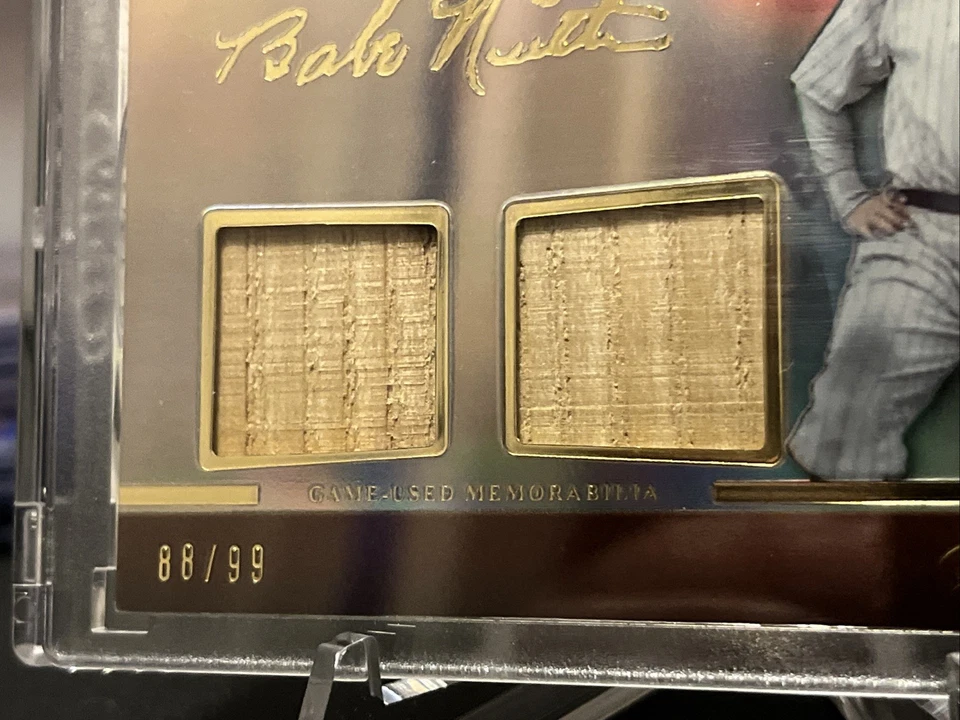 Babe Ruth
GAME-USED MEMORABILIA
88/99